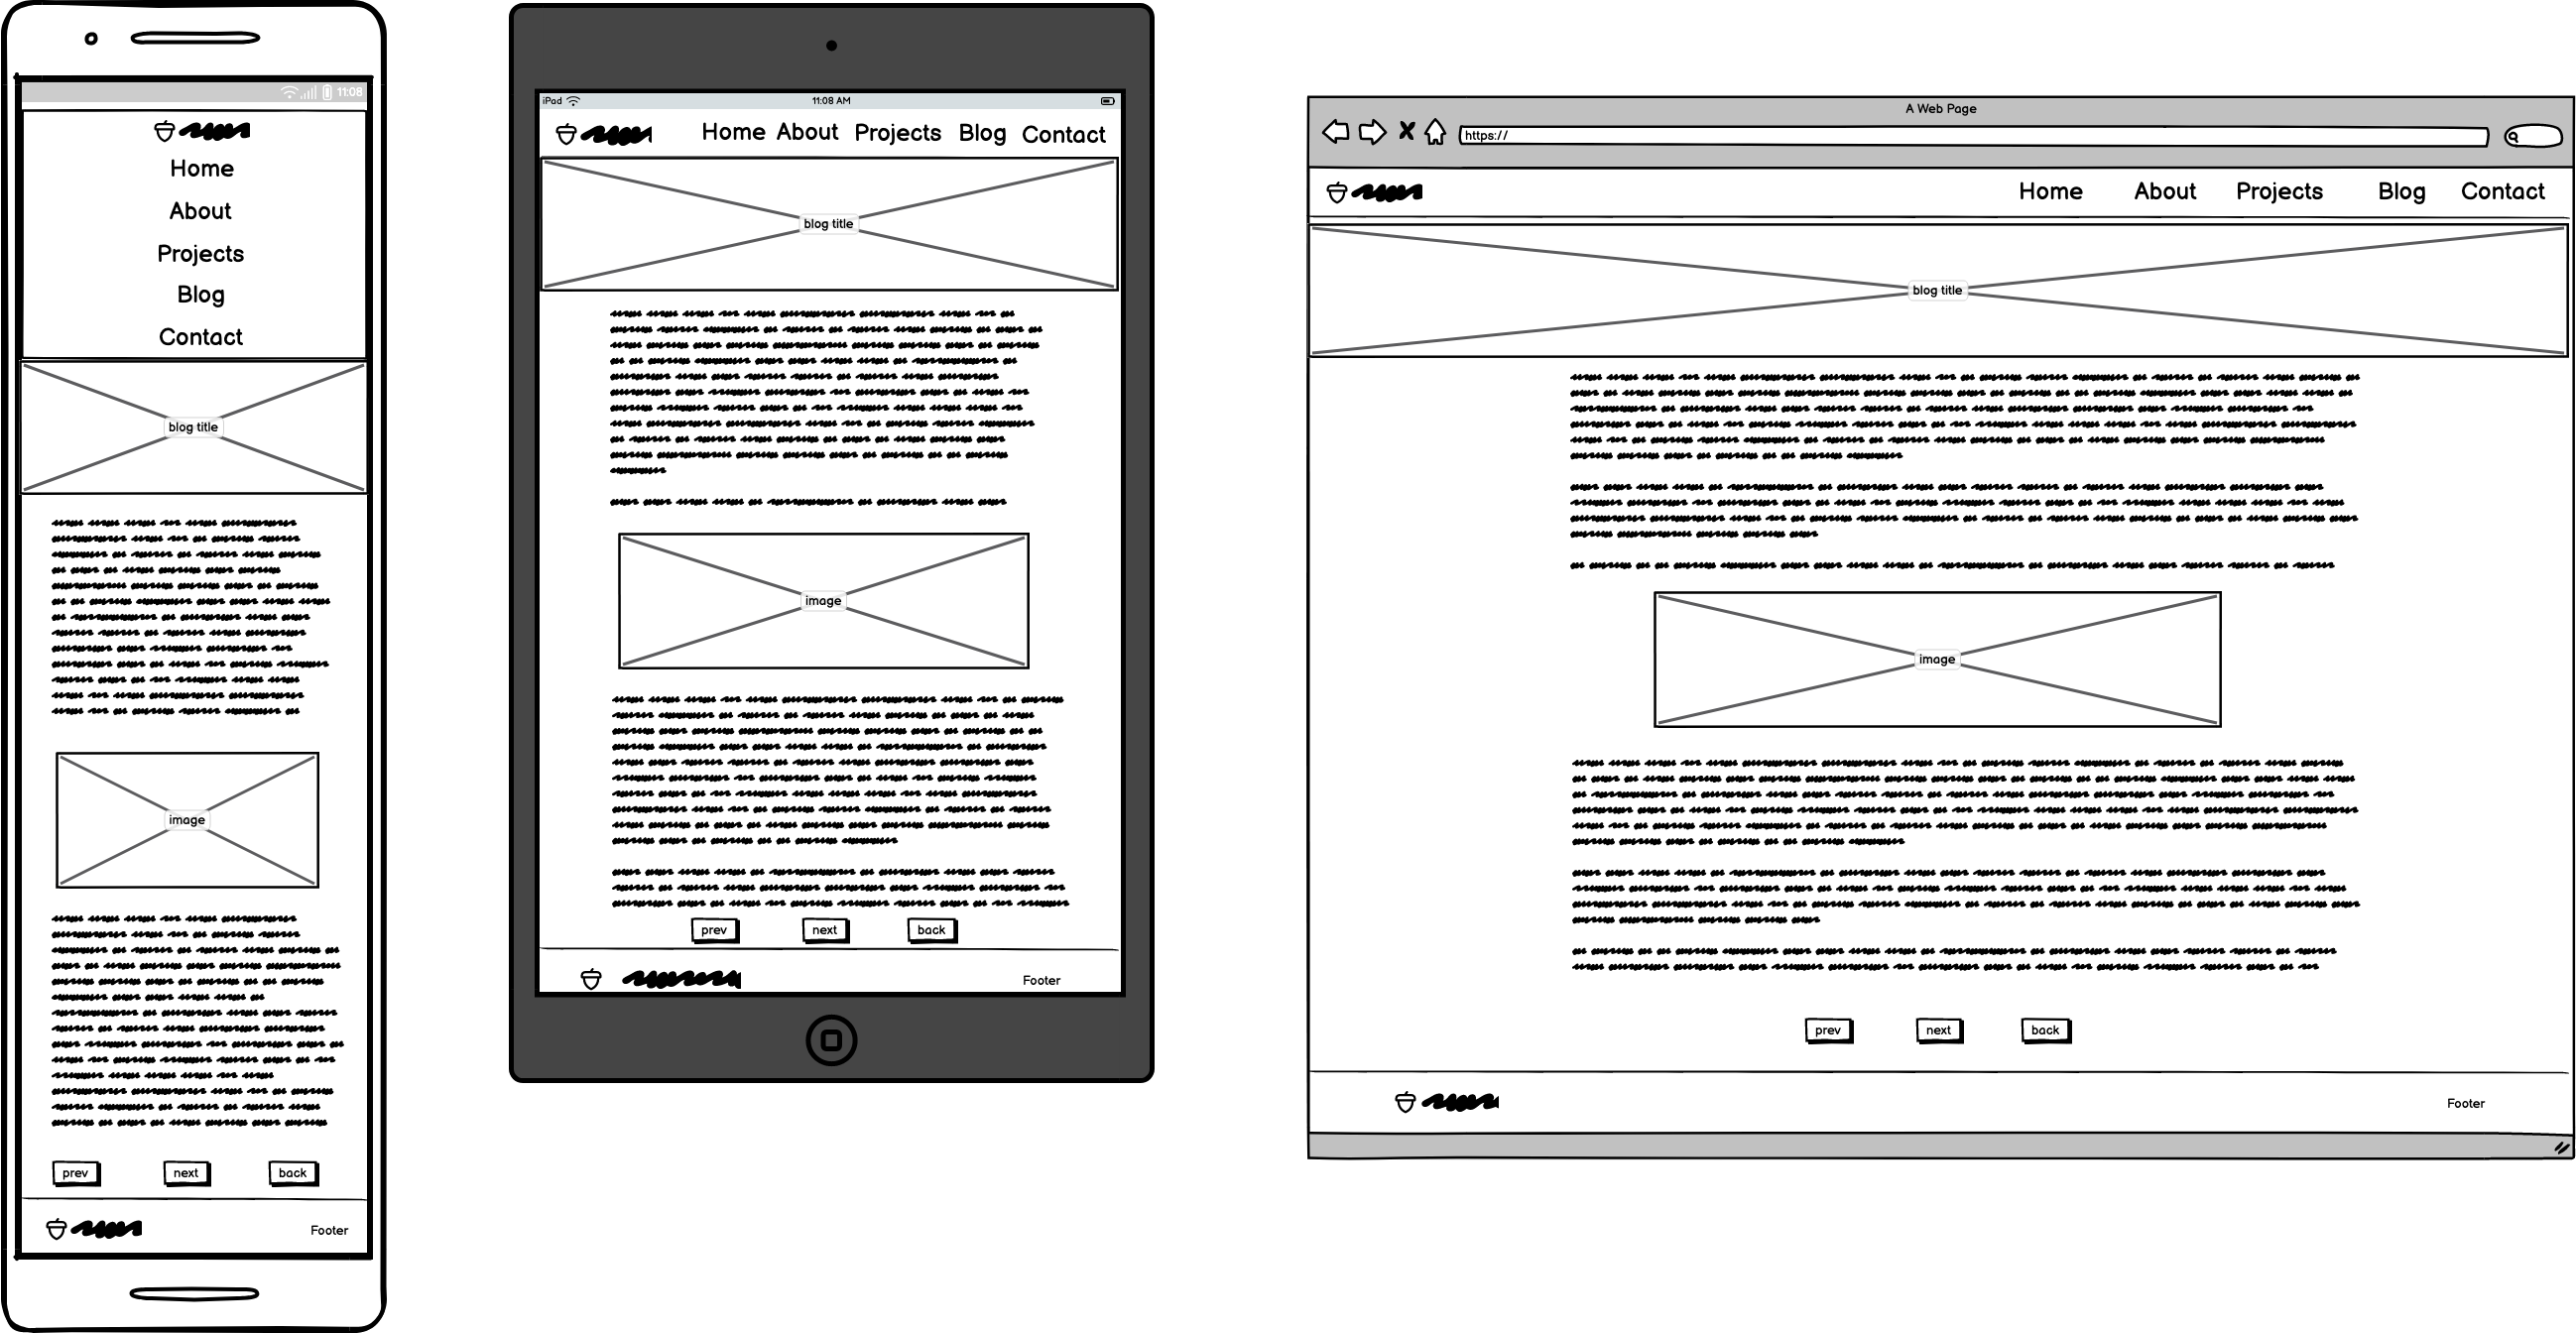 11:08
Home
About
Projects
Blog
Contact
blog title
image
prev next back
Footer
iPad 11:08 AM
Home About Projects Blog Contact
blog title
image
prev next back
Footer
A Web Page
https://
Home About Projects Blog Contact
blog title
image
prev next back
Footer